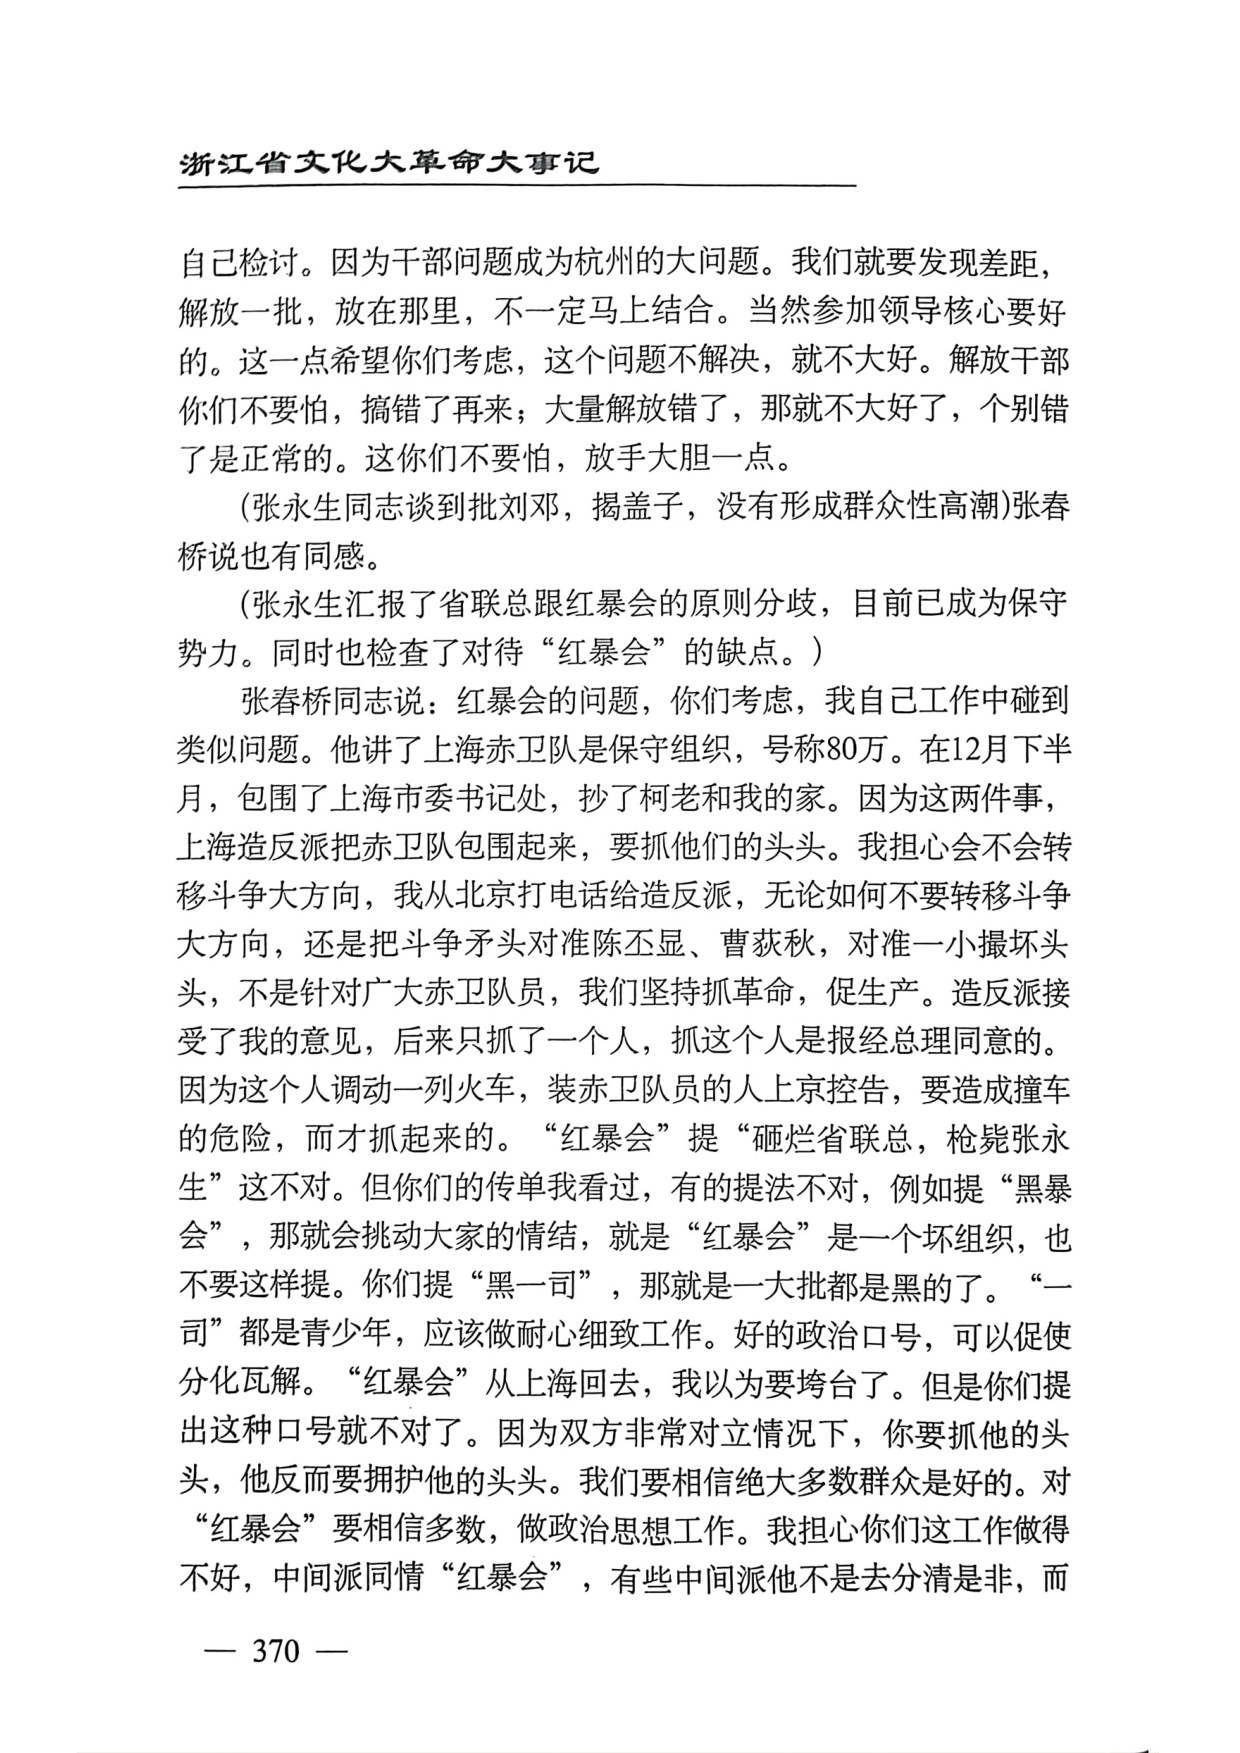 浙江省文化大革命大事记
自己检讨。因为干部问题成为杭州的大问题。我们就要发现差距，
解放一批，放在那里，不一定马上结合。当然参加领导核心要好
的。这一点希望你们考虑，这个问题不解决，就不大好。解放干部
你们不要怕，搞错了再来；大量解放错了，那就不大好了，个别错
了是正常的。这你们不要怕，放手大胆一点。
(张永生同志谈到批刘邓，揭盖子，没有形成群众性高潮)张春
桥说也有同感。
(张永生汇报了省联总跟红暴会的原则分歧，目前已成为保守
势力。同时也检查了对待“红暴会”的缺点。)
张春桥同志说：红暴会的问题，你们考虑，我自己工作中碰到
类似问题。他讲了上海赤卫队是保守组织，号称80万。在12月下半
月，包围了上海市委书记处，抄了柯老和我的家。因为这两件事，
上海造反派把赤卫队包围起来，要抓他们的头头。我担心会不会转
移斗争大方向，我从北京打电话给造反派，无论如何不要转移斗争
大方向，还是把斗争矛头对准陈丕显、曹荻秋，对准一小撮坏头
头，不是针对广大赤卫队员，我们坚持抓革命，促生产。造反派接
受了我的意见，后来只抓了一个人，抓这个人是报经总理同意的。
因为这个人调动一列火车，装赤卫队员的人上京控告，要造成撞车
的危险，而才抓起来的。“红暴会”提“砸烂省联总，枪毙张永
生”这不对。但你们的传单我看过，有的提法不对，例如提“黑暴
会”，那就会挑动大家的情结，就是“红暴会”是一个坏组织，也
不要这样提。你们提“黑一司”，那就是一大批都是黑的了。“一
司”都是青少年，应该做耐心细致工作。好的政治口号，可以促使
分化瓦解。“红暴会”从上海回去，我以为要垮台了。但是你们提
出这种口号就不对了。因为双方非常对立情况下，你要抓他的头
头，他反而要拥护他的头头。我们要相信绝大多数群众是好的。对
“红暴会”要相信多数，做政治思想工作。我担心你们这工作做得
不好，中间派同情“红暴会”，有些中间派他不是去分清是非，而
— 370 —